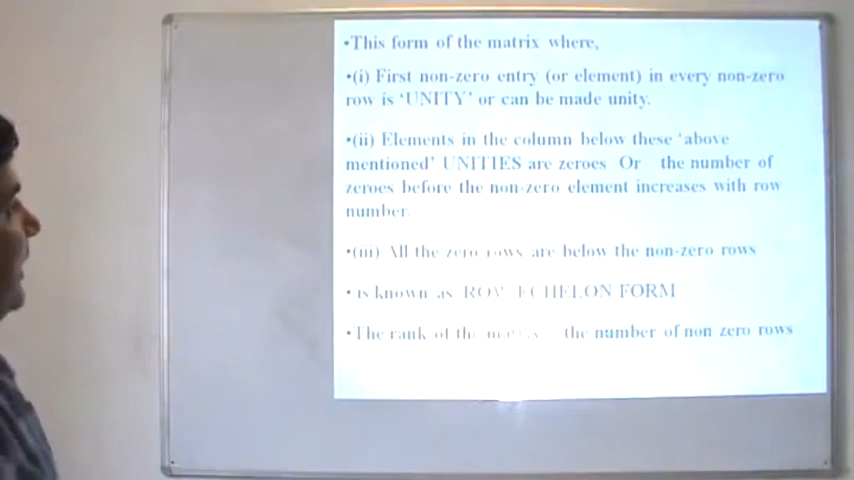 •This form of the matrix where,
•(i) First non-zero entry (or element) in every non-zero
row is ‘UNITY’ or can be made unity.
•(ii) Elements in the column below these ‘above
mentioned’ UNITIES are zeroes Or the number of
zeroes before the non-zero element increases with row
number.
•(iii) All the zero rows are below the non-zero rows
• is known as ROW ECHELON FORM
•The rank of the matrix the number of non zero rows